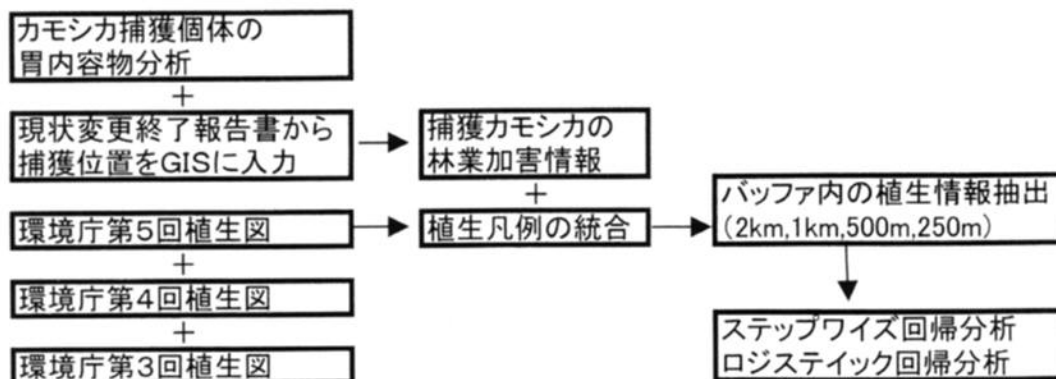 カモシカ捕獲個体の
胃内容物分析
+
現状変更終了報告書から
捕獲位置をGISに入力
環境庁第5回植生図
+
環境庁第4回植生図
+
環境庁第3回植生図
捕獲カモシカの
林業加害情報
+
植生凡例の統合
バッファ内の植生情報抽出
(2km,1km,500m,250m)
ステップワイズ回帰分析
ロジステイック回帰分析